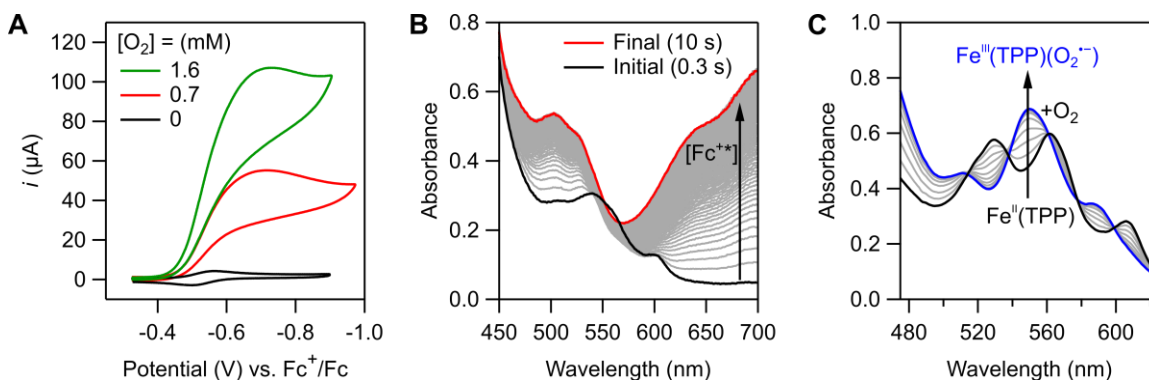 A
[O₂] = (mM)
1.6
0.7
0
120
100
80
60
40
20
0
i (µA)
-0.4
-0.6
-0.8
-1.0
Potential (V) vs. Fc⁺/Fc
B
Final (10 s)
Initial (0.3 s)
[Fc⁺*]
0.8
0.6
0.4
0.2
0.0
Absorbance
450
500
550
600
650
700
Wavelength (nm)
C
Feᴵᴵᴵ(TPP)(O₂•⁻)
+O₂
Feᴵᴵ(TPP)
1.0
0.8
0.6
0.4
0.2
0.0
Absorbance
480
520
560
600
Wavelength (nm)